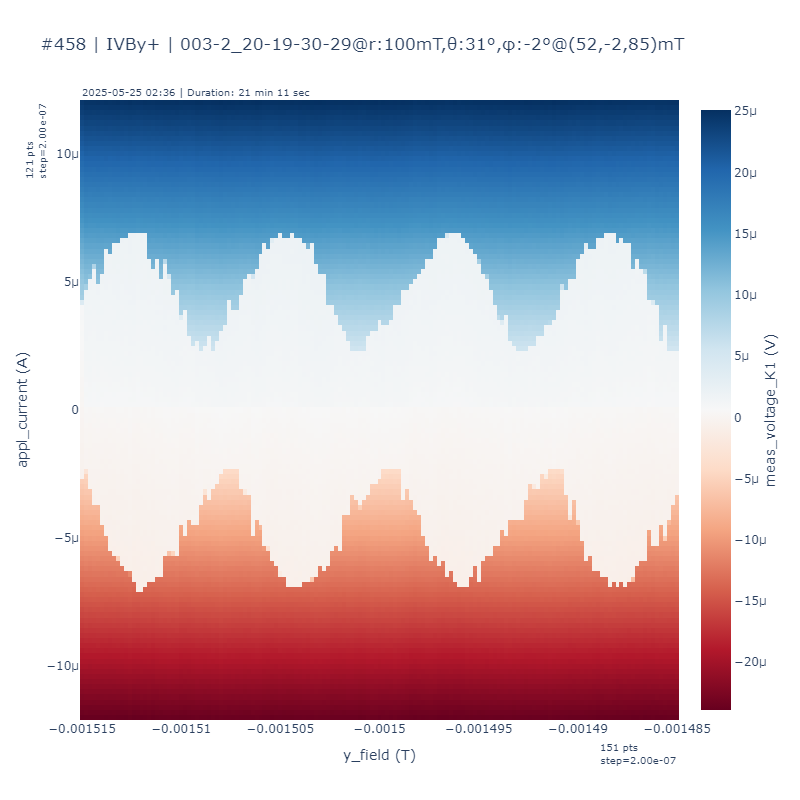 #458 | IVBy+ | 003-2_20-19-30-29@r:100mT,θ:31°,φ:-2°@(52,-2,85)mT
2025-05-25 02:36 | Duration: 21 min 11 sec
121 pts
step=2.00e-07
10μ
5μ
0
−5μ
−10μ
appl_current (A)
−0.001515
−0.00151
−0.001505
−0.0015
−0.001495
−0.00149
−0.001485
y_field (T)
151 pts
step=2.00e-07
25μ
20μ
15μ
10μ
5μ
0
−5μ
−10μ
−15μ
−20μ
meas_voltage_K1 (V)